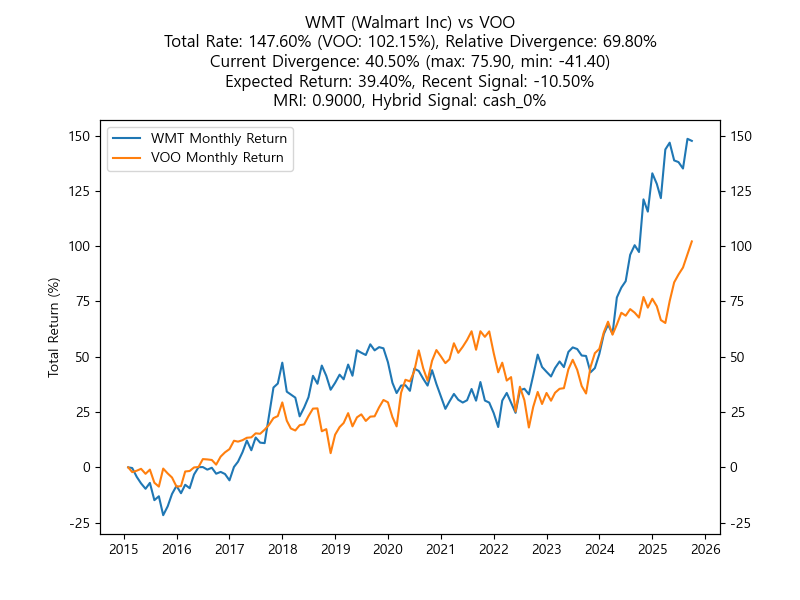 WMT (Walmart Inc) vs VOO
Total Rate: 147.60% (VOO: 102.15%), Relative Divergence: 69.80%
Current Divergence: 40.50% (max: 75.90, min: -41.40)
Expected Return: 39.40%, Recent Signal: -10.50%
MRI: 0.9000, Hybrid Signal: cash_0%
WMT Monthly Return
VOO Monthly Return
Total Return (%)
150
125
100
75
50
25
0
-25
150
125
100
75
50
25
0
-25
2015 2016 2017 2018 2019 2020 2021 2022 2023 2024 2025 2026